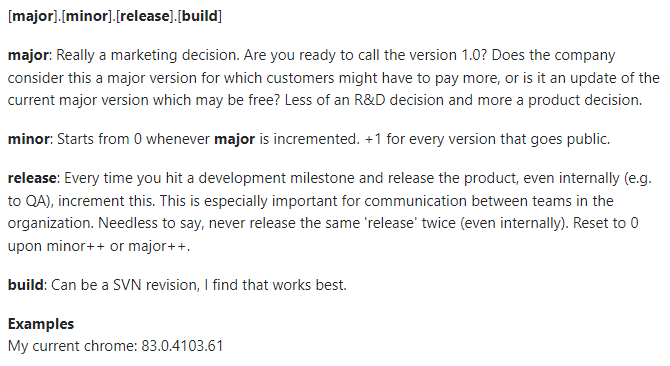 [major].[minor].[release].[build]
major: Really a marketing decision. Are you ready to call the version 1.0? Does the company
consider this a major version for which customers might have to pay more, or is it an update of the
current major version which may be free? Less of an R&D decision and more a product decision.
minor: Starts from 0 whenever major is incremented. +1 for every version that goes public.
release: Every time you hit a development milestone and release the product, even internally (e.g.
to QA), increment this. This is especially important for communication between teams in the
organization. Needless to say, never release the same 'release' twice (even internally). Reset to 0
upon minor++ or major++.
build: Can be a SVN revision, I find that works best.
Examples
My current chrome: 83.0.4103.61